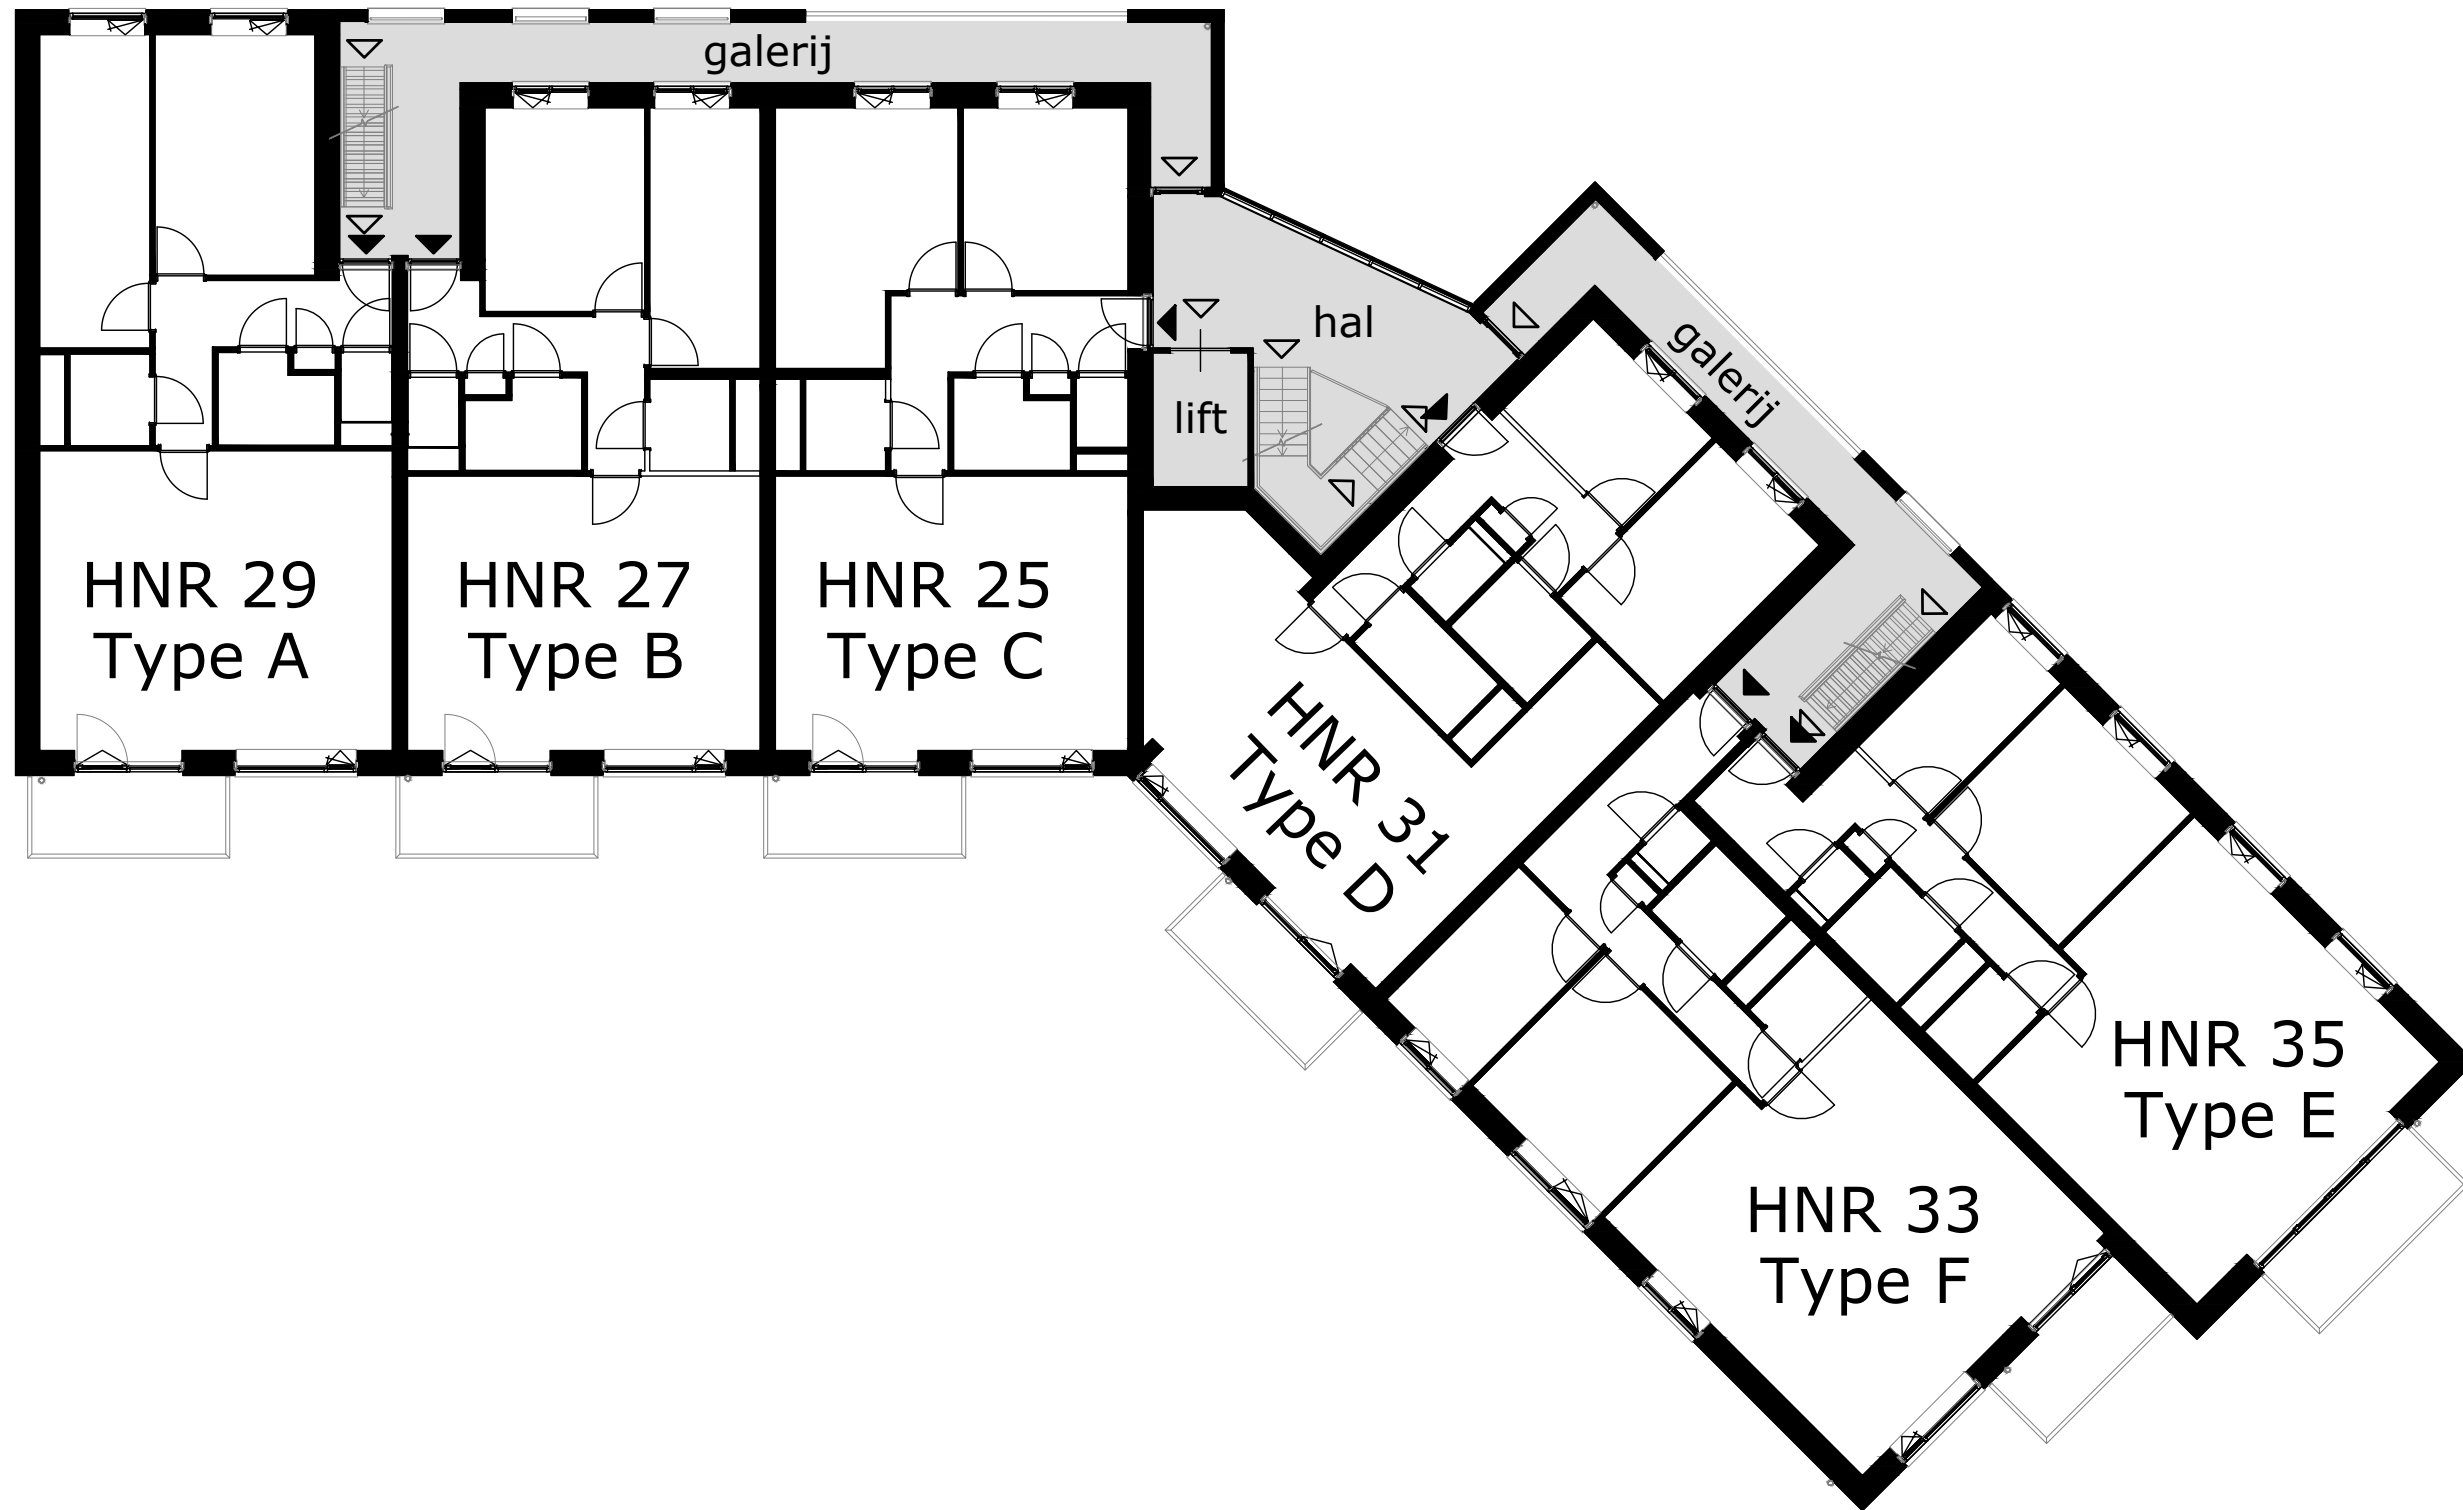 galerij
hal
galerij
lift
HNR 29
Type A
HNR 27
Type B
HNR 25
Type C
HNR 31
Type D
HNR 35
Type E
HNR 33
Type F